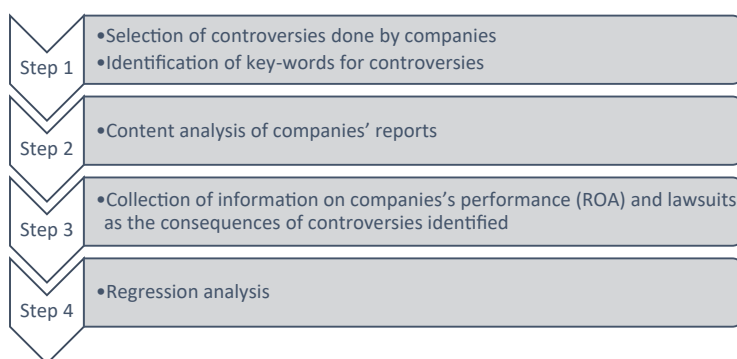 Step 1
•Selection of controversies done by companies
•Identification of key-words for controversies
Step 2
•Content analysis of companies' reports
Step 3
•Collection of information on companies's performance (ROA) and lawsuits
as the consequences of controversies identified
Step 4
•Regression analysis